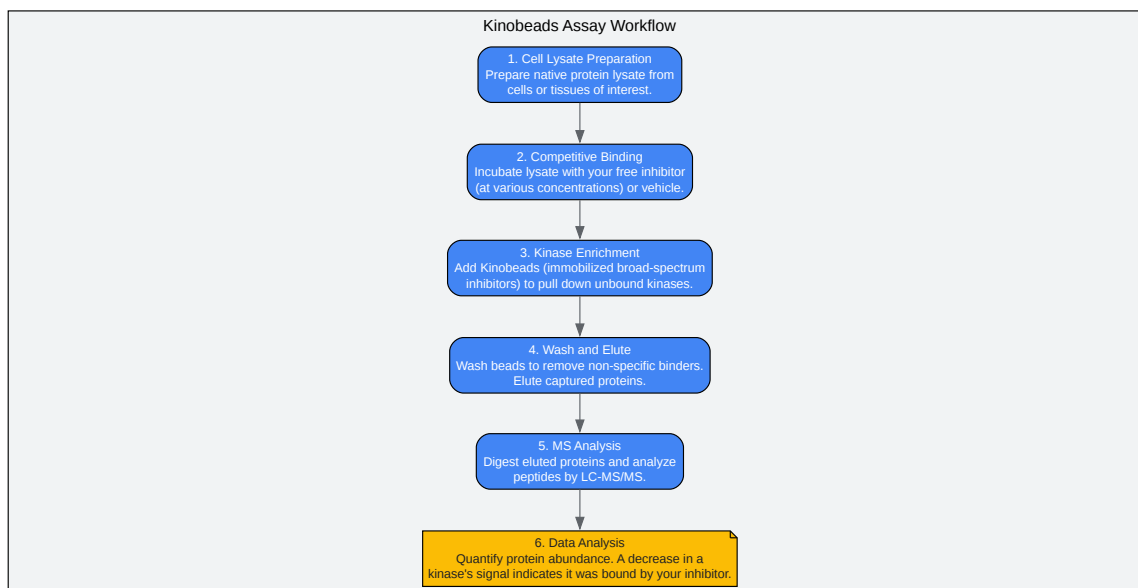 Kinobeads Assay Workflow
1. Cell Lysate Preparation
Prepare native protein lysate from
cells or tissues of interest.
2. Competitive Binding
Incubate lysate with your free inhibitor
(at various concentrations) or vehicle.
3. Kinase Enrichment
Add Kinobeads (immobilized broad-spectrum
inhibitors) to pull down unbound kinases.
4. Wash and Elute
Wash beads to remove non-specific binders.
Elute captured proteins.
5. MS Analysis
Digest eluted proteins and analyze
peptides by LC-MS/MS.
6. Data Analysis
Quantify protein abundance. A decrease in a
kinase's signal indicates it was bound by your inhibitor.